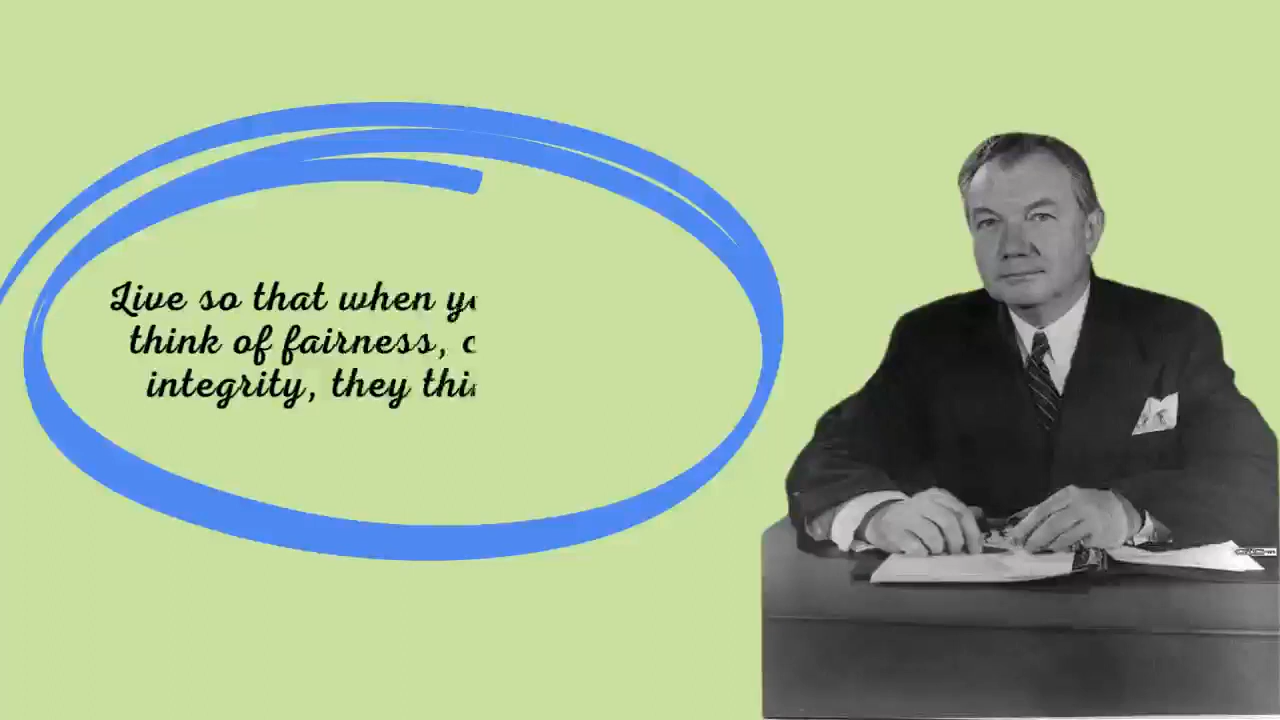 Live so that when
think of fairness,
integrity, they